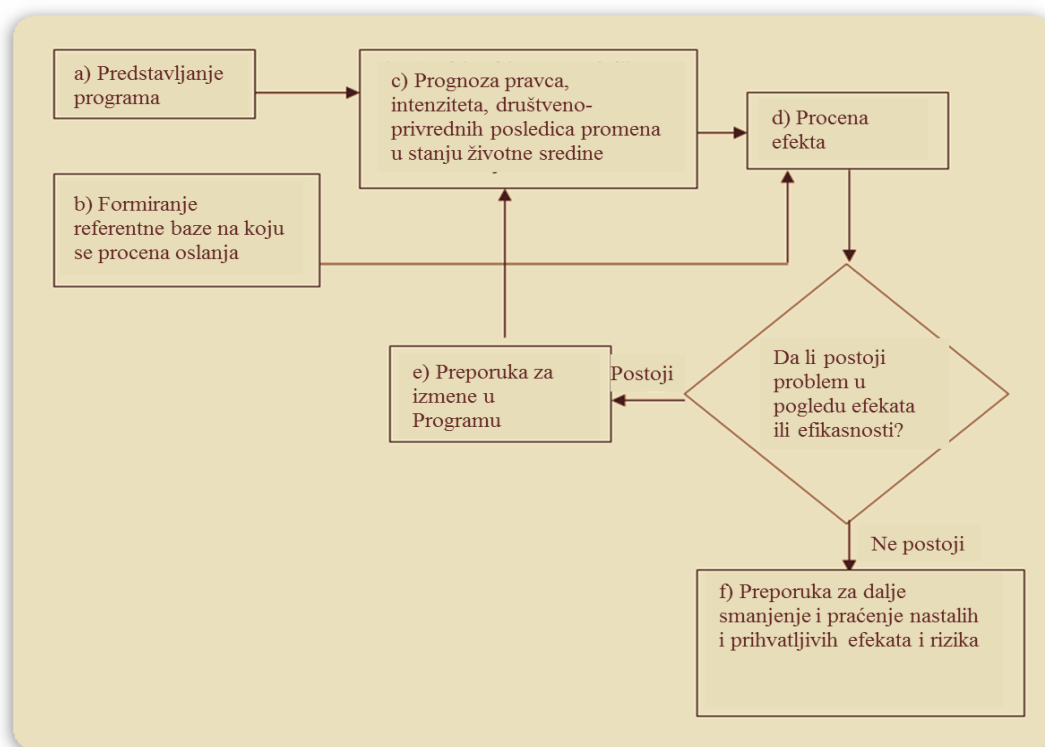 a) Predstavljanje
programa
c) Prognoza pravca,
intenziteta, društveno-
privrednih posledica promena
u stanju životne sredine
d) Procena
efekta
b) Formiranje
referentne baze na koju
se procena oslanja
e) Preporuka za
izmene u
Programu
Postoji
Da li postoji
problem u
pogledu efekata
ili efikasnosti?
Ne postoji
f) Preporuka za dalje
smanjenje i praćenje nastalih
i prihvatljivih efekata i rizika